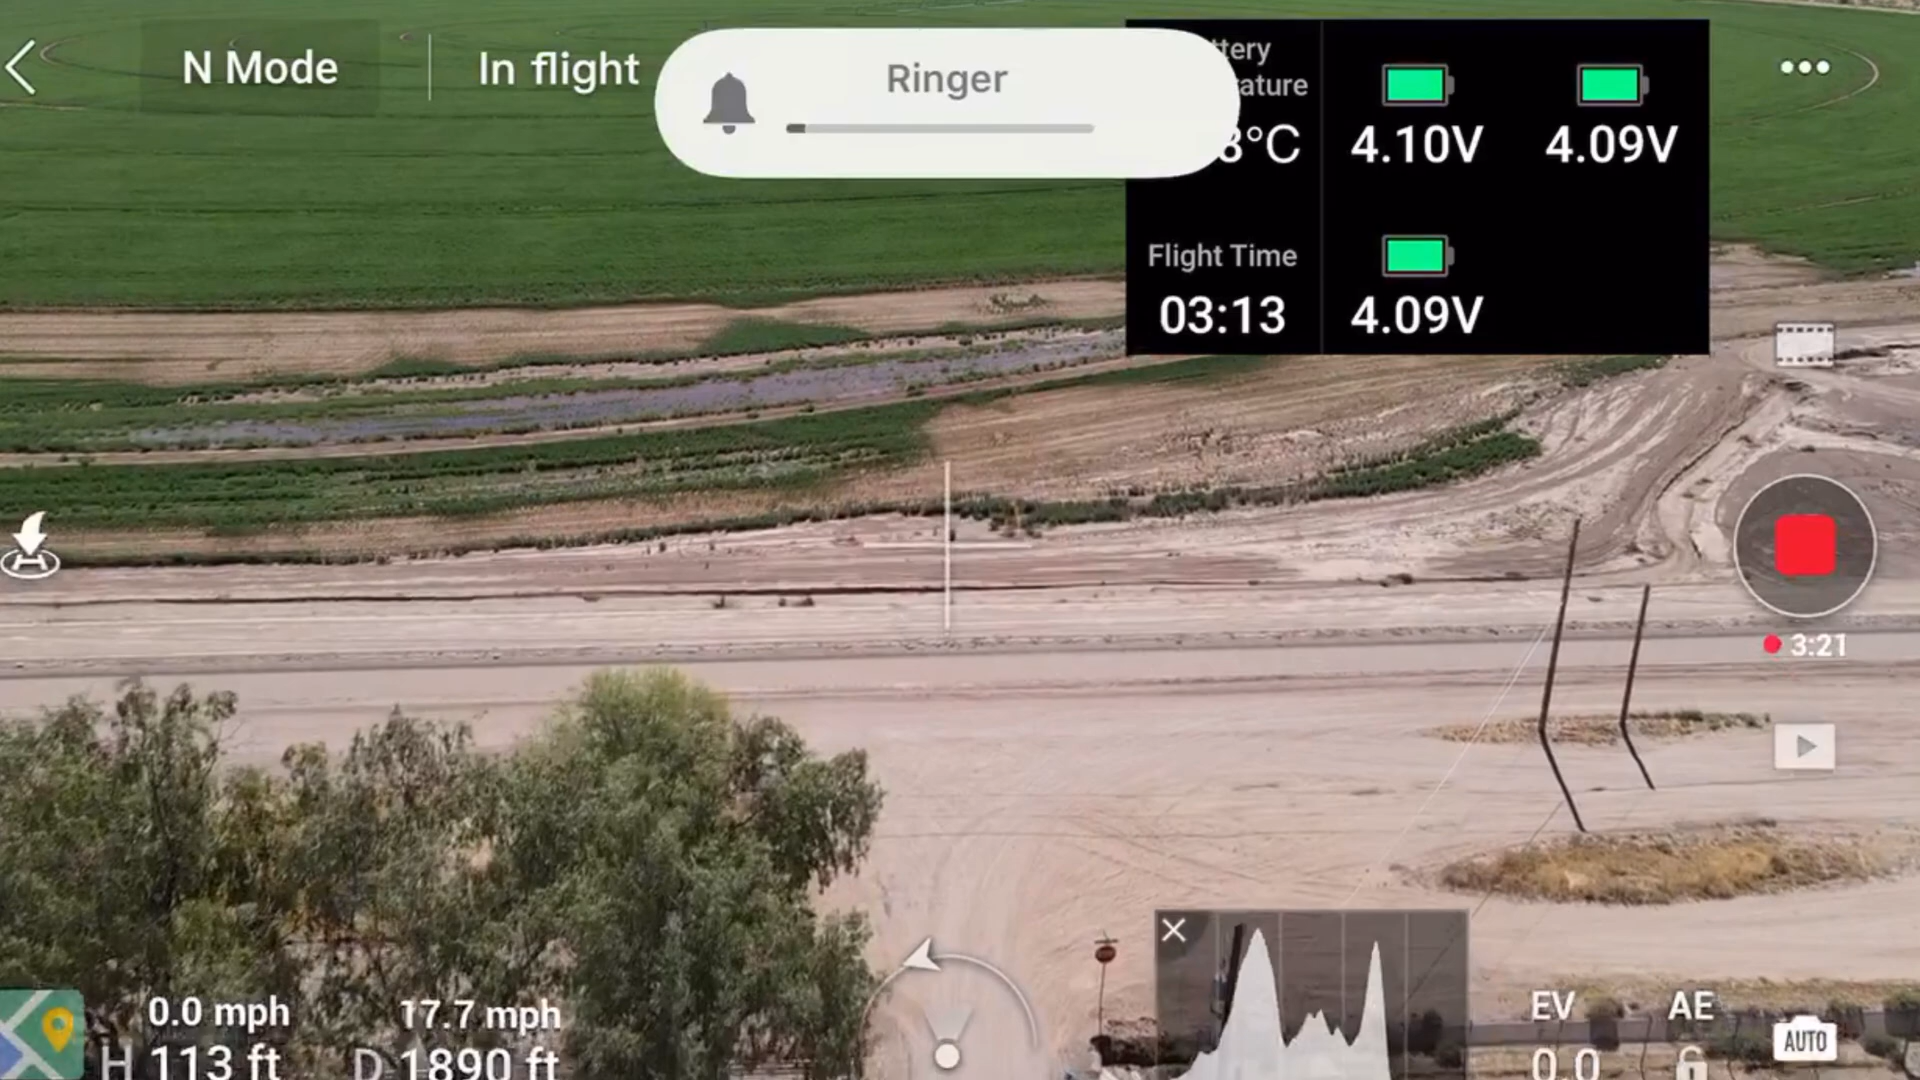 N Mode
In flight
Ringer
4.10V
4.09V
Flight Time
03:13
4.09V
3:21
0.0 mph
17.7 mph
H 113 ft
D 1890 ft
EV
AE
0.0
AUTO